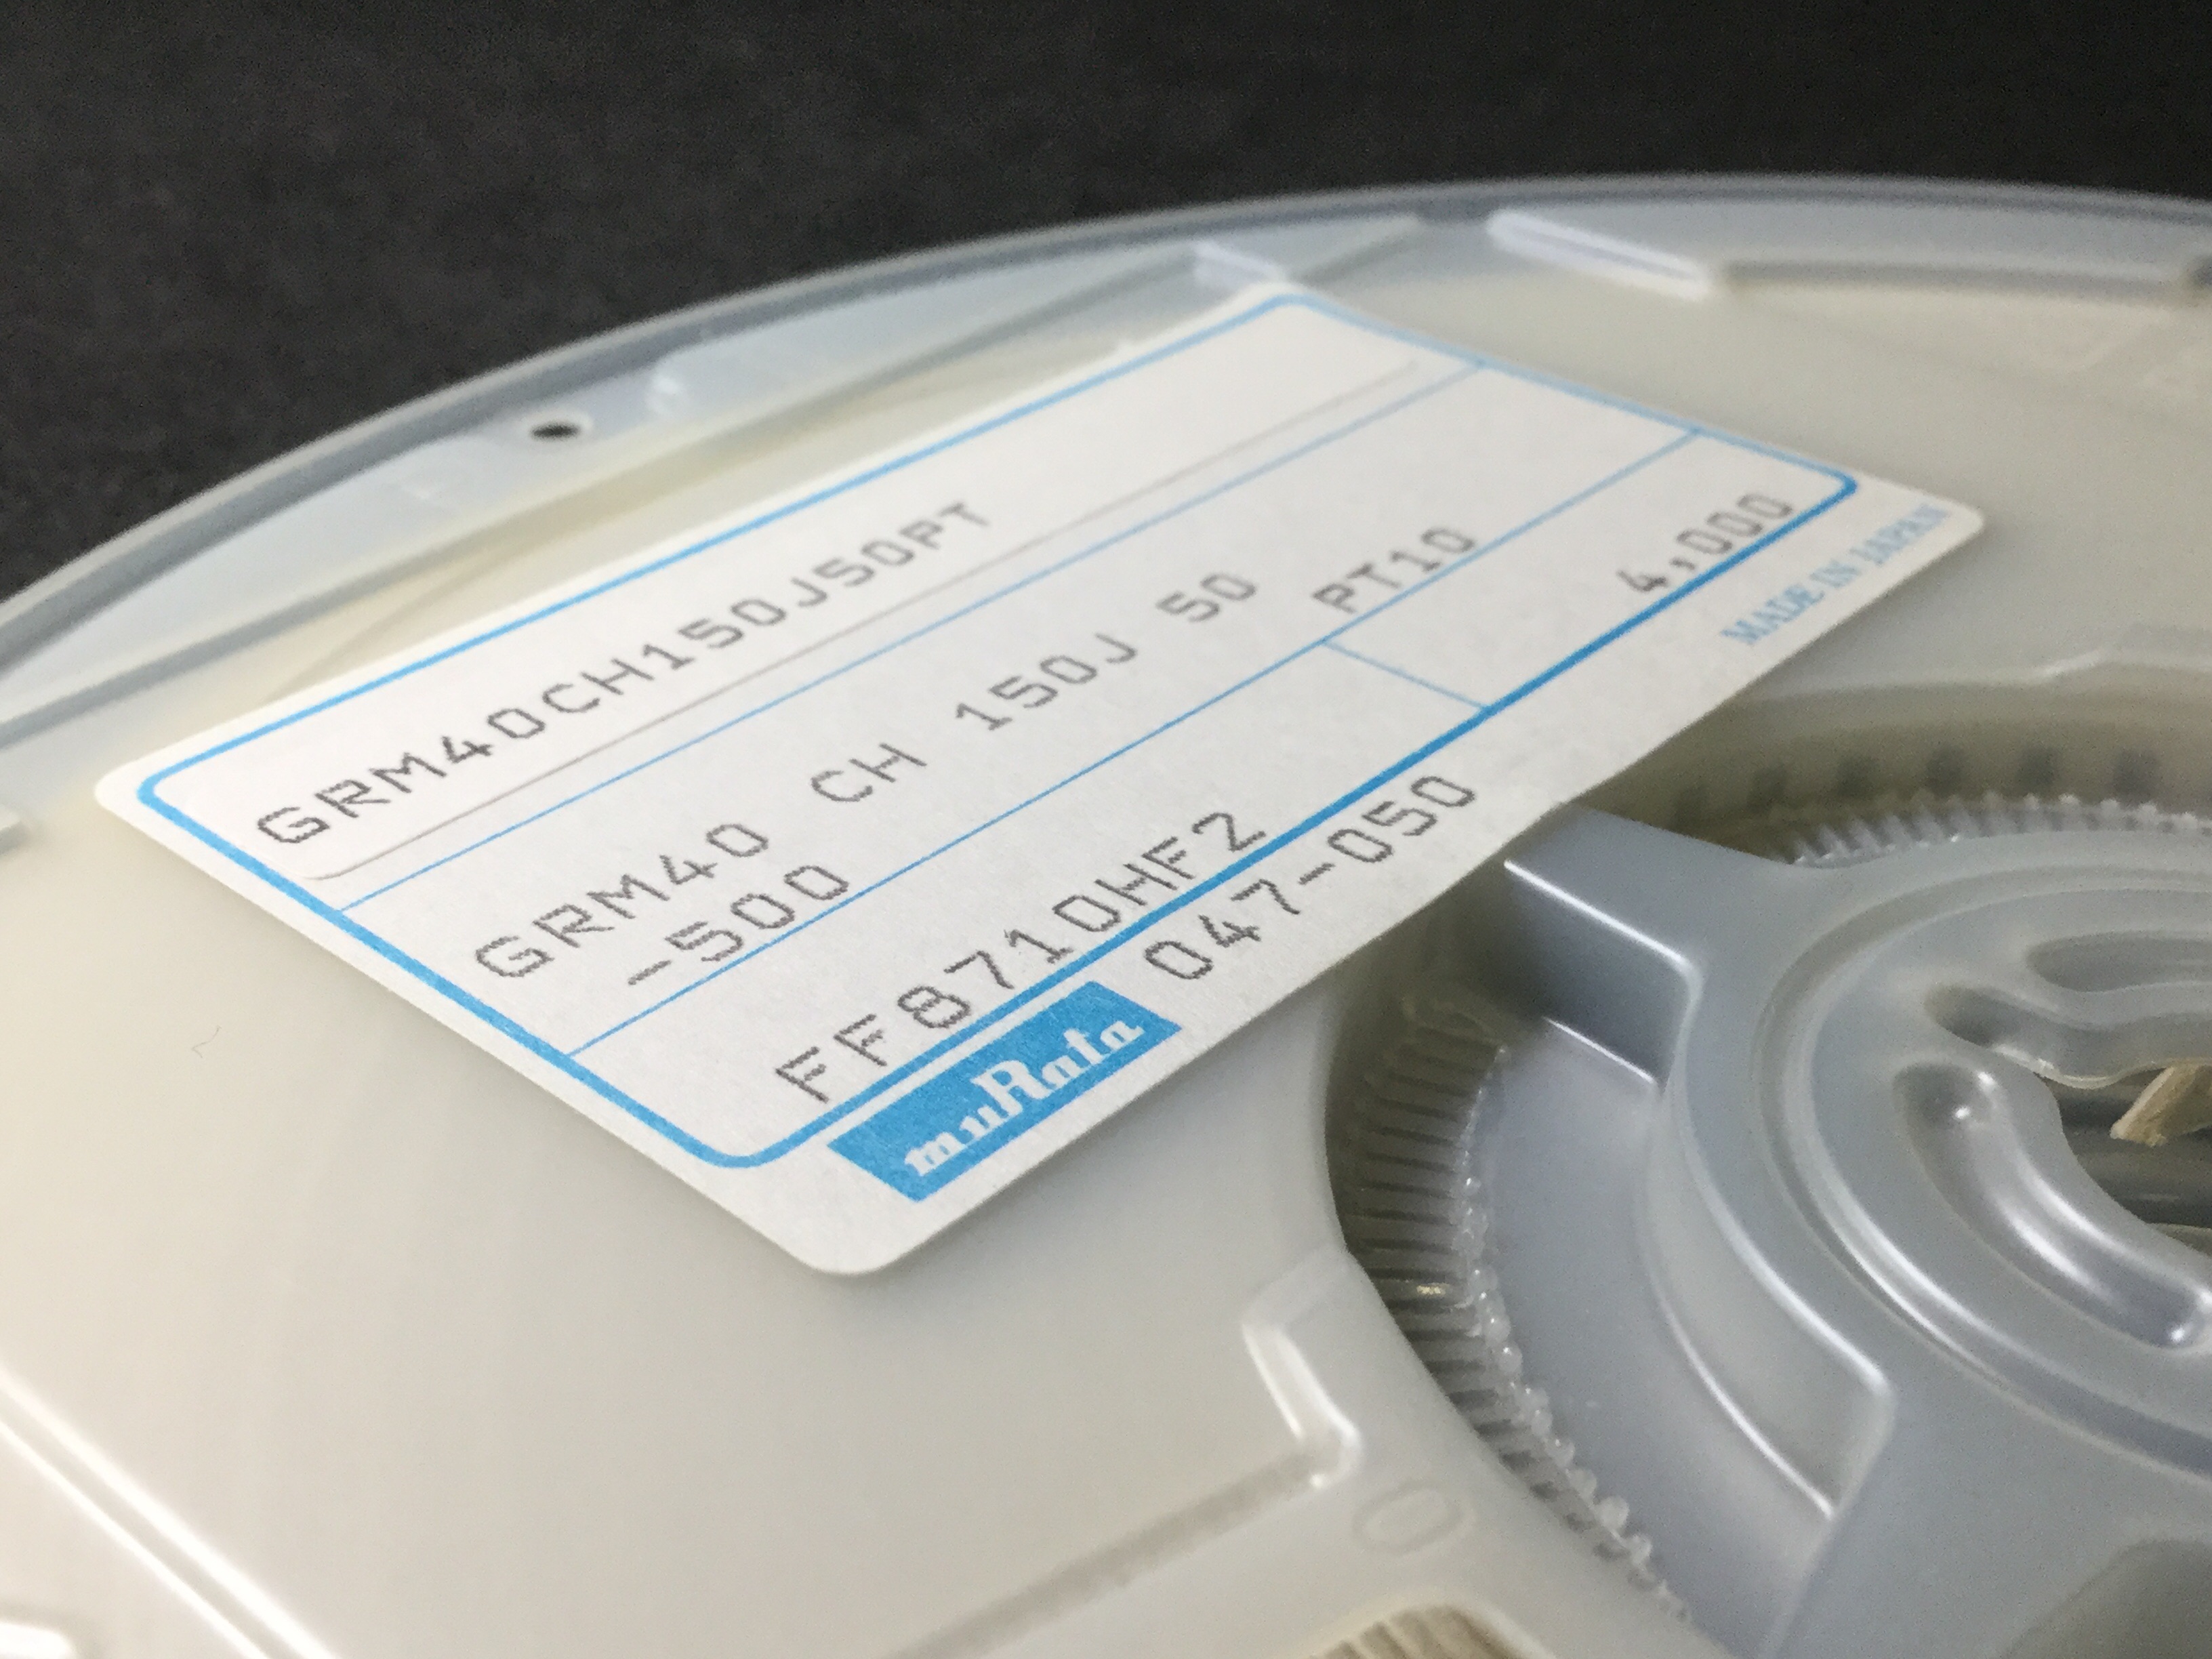 GRM40CH150J50PT
GRM40 CH 150J 50 PT10
-500
4,000
FF8710HF2
muRata 047-050
MADE IN JAPAN